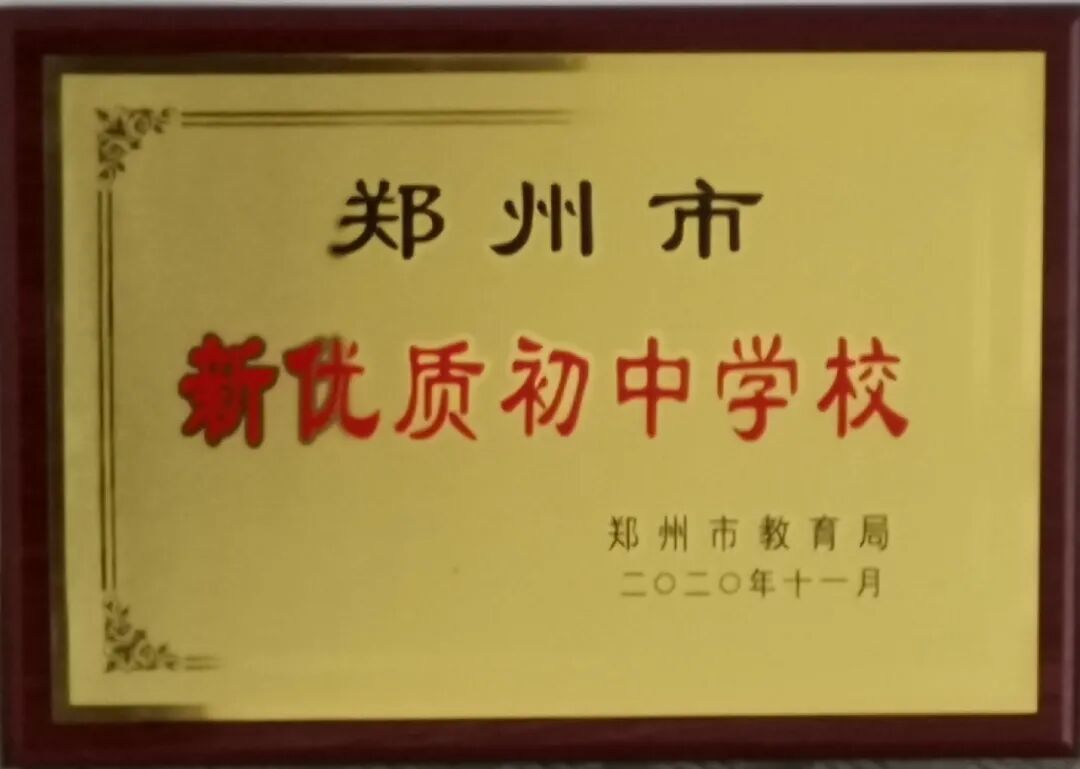 郑州市
新优质初中学校
郑州市教育局
二〇二〇年十一月